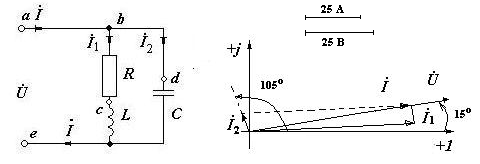 a İ b
25 A
25 В
İ₁ İ₂
R
d
C
c
L
U̇
e İ
+j
105°
İ
U̇
İ₂
İ₁
15°
+1